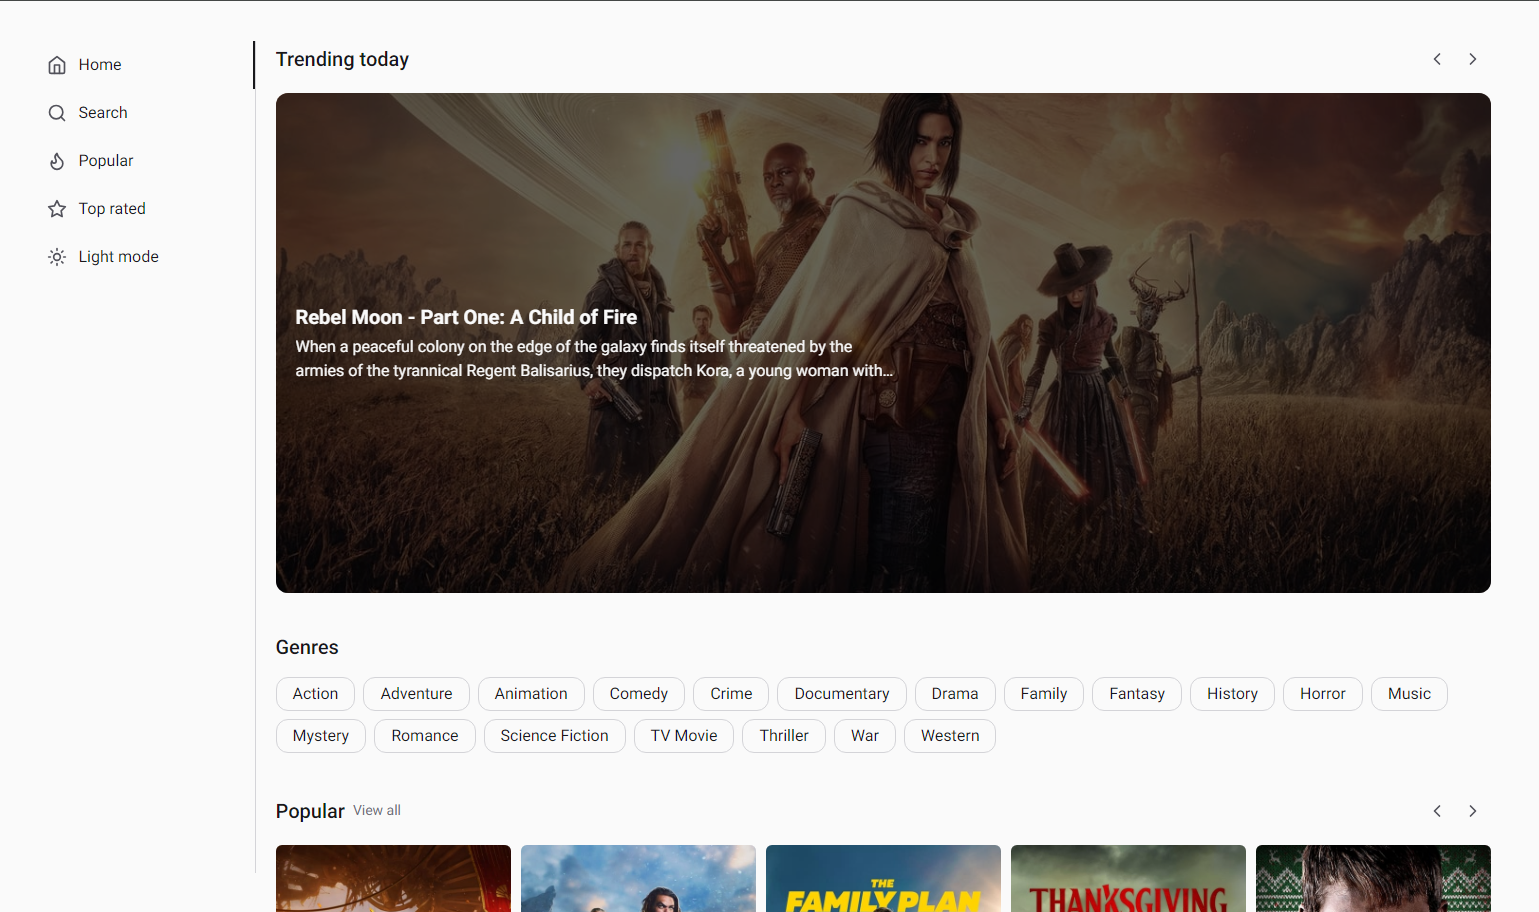 Home
Search
Popular
Top rated
Light mode
Trending today
Rebel Moon - Part One: A Child of Fire
When a peaceful colony on the edge of the galaxy finds itself threatened by the
armies of the tyrannical Regent Balisarius, they dispatch Kora, a young woman with...
Genres
Action Adventure Animation Comedy Crime Documentary Drama Family Fantasy History Horror Music
Mystery Romance Science Fiction TV Movie Thriller War Western
Popular View all
THE
FAMILY PLAN
THANKSGIVING